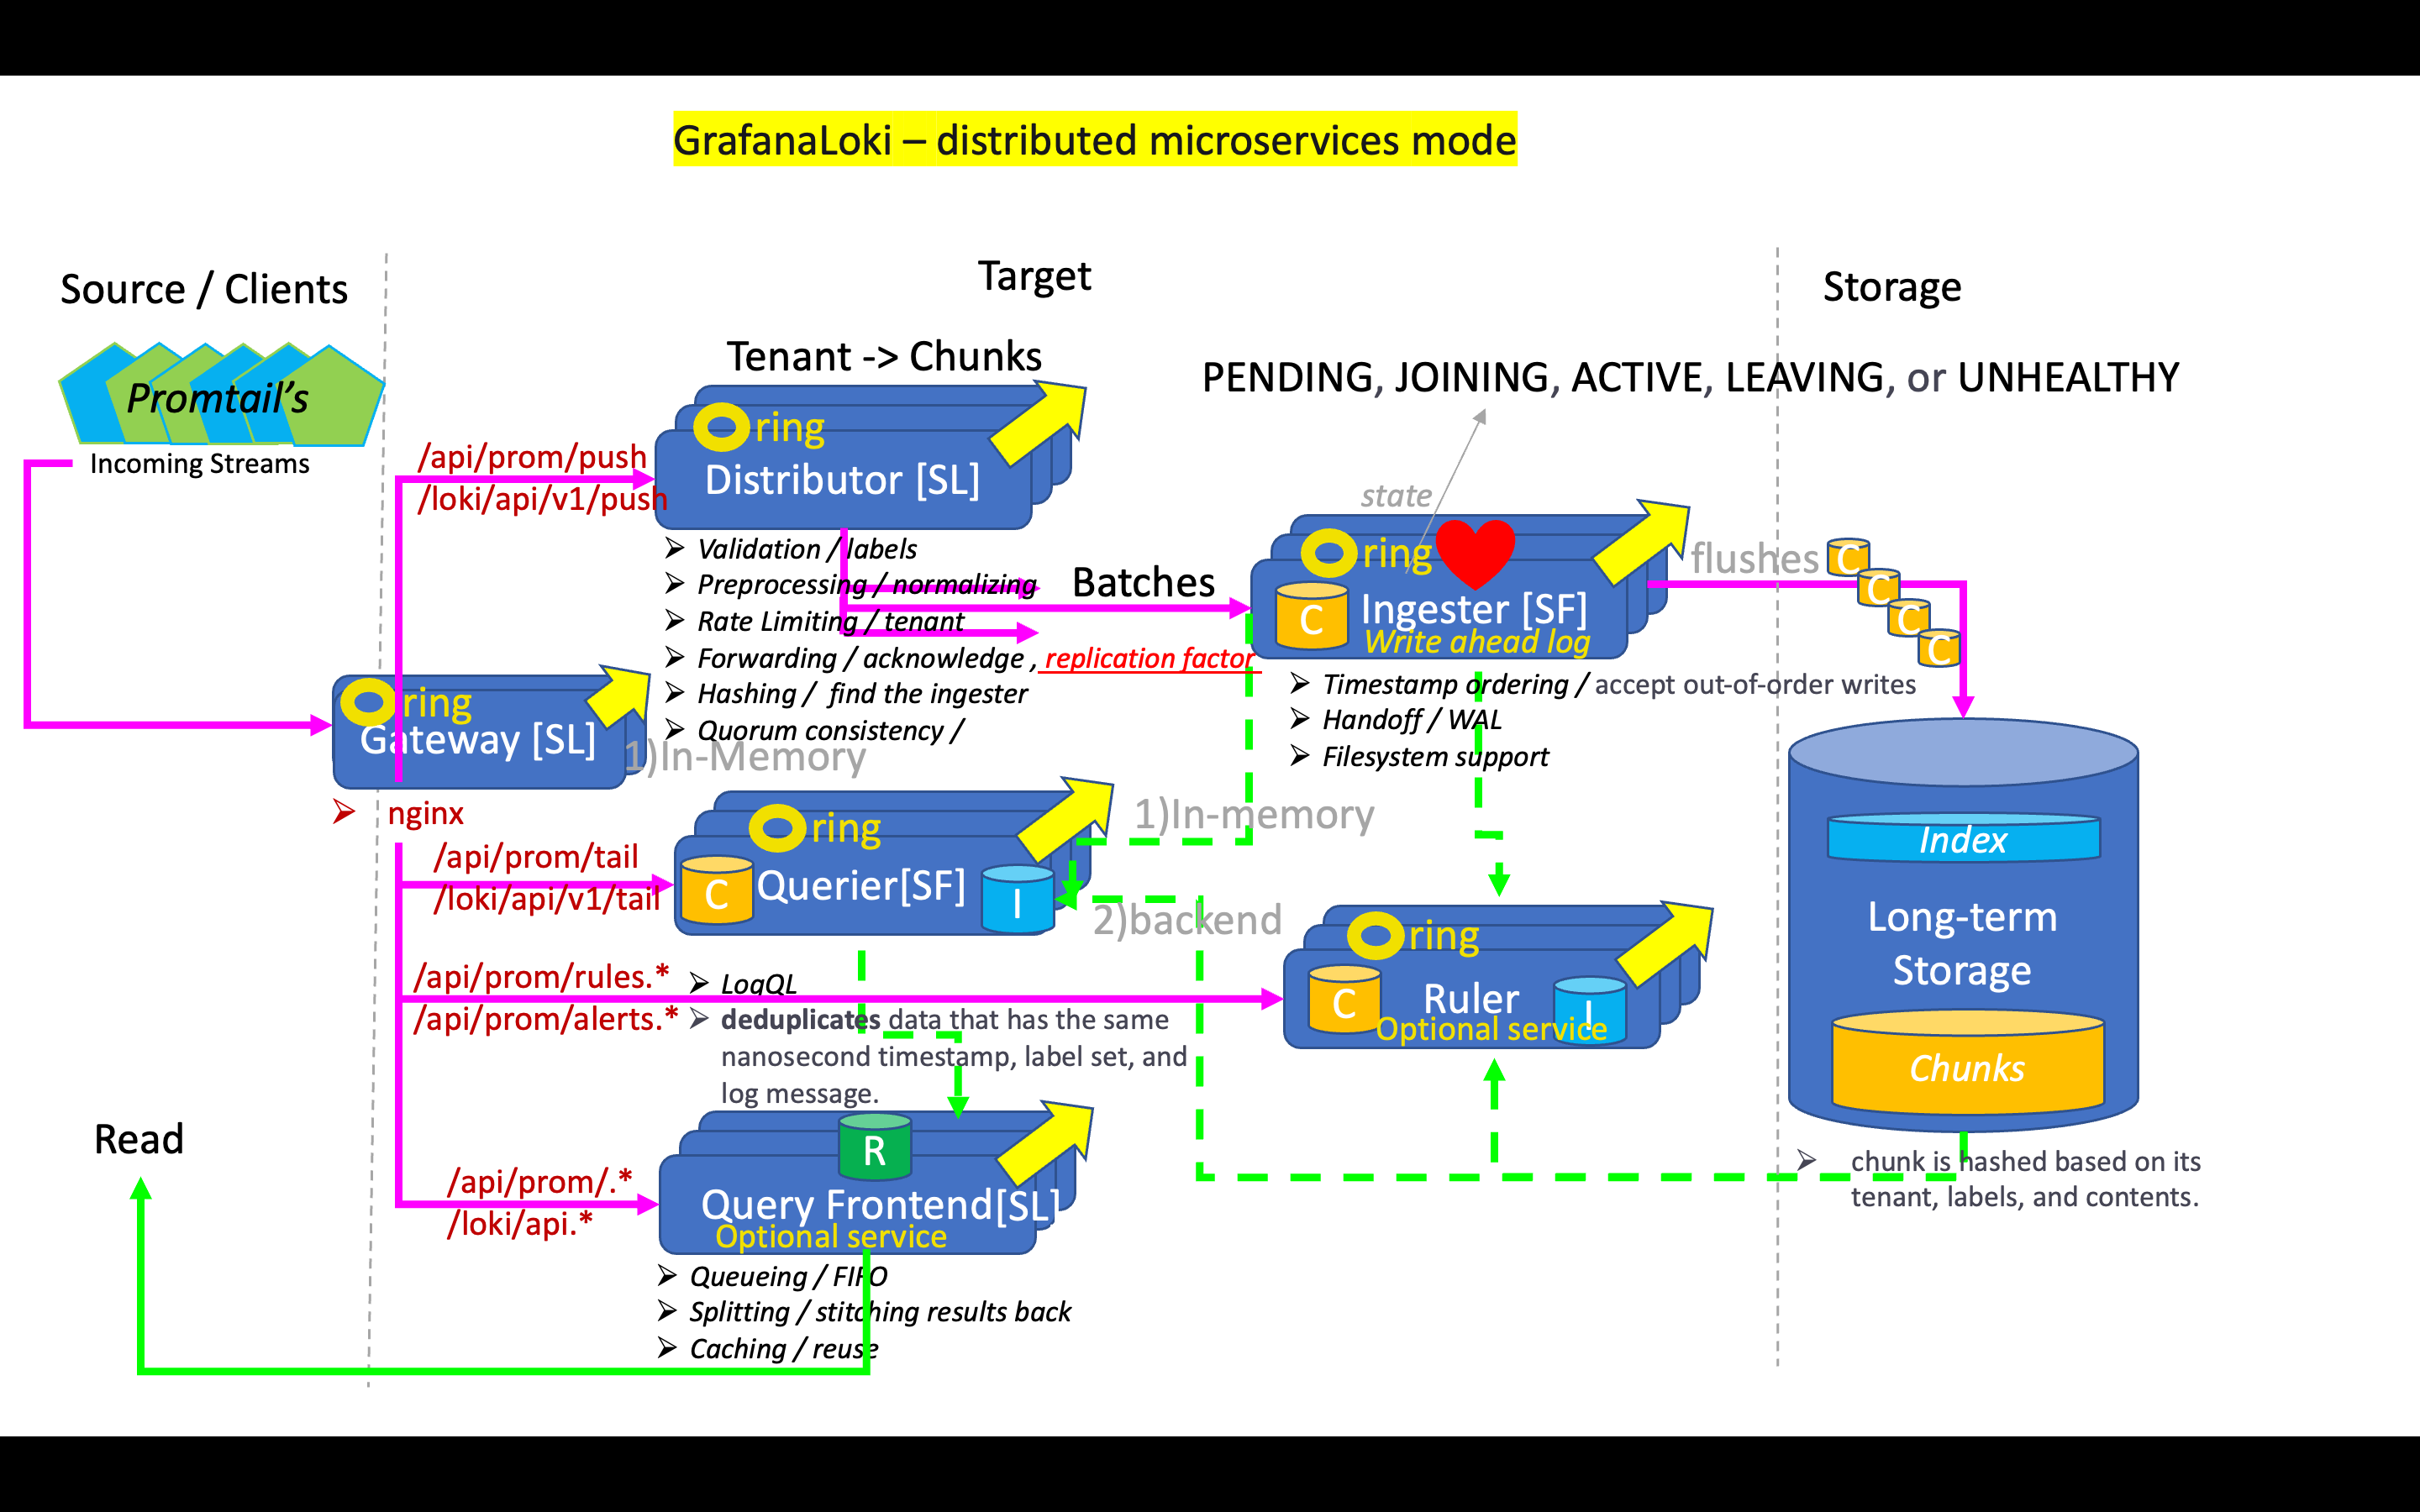 GrafanaLoki – distributed microservices mode
Source / Clients
Target
Storage
Promtail's
Incoming Streams
Tenant -> Chunks
PENDING, JOINING, ACTIVE, LEAVING, or UNHEALTHY
/api/prom/push
/loki/api/v1/push
ring
Distributor [SL]
Validation / labels
Preprocessing / normalizing
Rate Limiting / tenant
Forwarding / acknowledge , replication factor
Hashing / find the ingester
Quorum consistency /
Batches
state
ring
C
Ingester [SF]
Write ahead log
Timestamp ordering / accept out-of-order writes
Handoff / WAL
Filesystem support
flushes
C
C
C
C
ring
Gateway [SL]
nginx
1)In-Memory
/api/prom/tail
/loki/api/v1/tail
ring
C
Querier[SF]
I
1)In-memory
2)backend
LogQL
deduplicates data that has the same
nanosecond timestamp, label set, and
log message.
/api/prom/rules.*
/api/prom/alerts.*
ring
C
Ruler
I
Optional service
Index
Long-term
Storage
Chunks
chunk is hashed based on its
tenant, labels, and contents.
Read
/api/prom/.*
/loki/api.*
R
Query Frontend[SL]
Optional service
Queueing / FIFO
Splitting / stitching results back
Caching / reuse